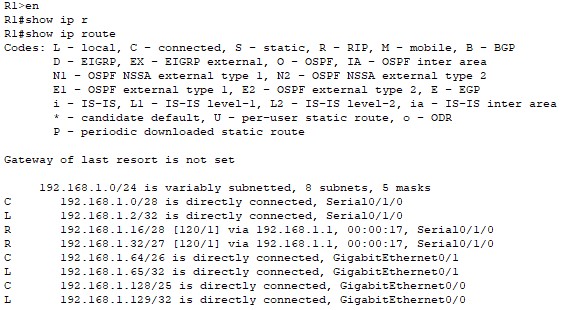 R1>en
R1#show ip r
R1#show ip route
Codes: L - local, C - connected, S - static, R - RIP, M - mobile, B - BGP
       D - EIGRP, EX - EIGRP external, O - OSPF, IA - OSPF inter area
       N1 - OSPF NSSA external type 1, N2 - OSPF NSSA external type 2
       E1 - OSPF external type 1, E2 - OSPF external type 2, E - EGP
       i - IS-IS, L1 - IS-IS level-1, L2 - IS-IS level-2, ia - IS-IS inter area
       * - candidate default, U - per-user static route, o - ODR
       P - periodic downloaded static route
Gateway of last resort is not set
     192.168.1.0/24 is variably subnetted, 8 subnets, 5 masks
C       192.168.1.0/28 is directly connected, Serial0/1/0
L       192.168.1.2/32 is directly connected, Serial0/1/0
R       192.168.1.16/28 [120/1] via 192.168.1.1, 00:00:17, Serial0/1/0
R       192.168.1.32/27 [120/1] via 192.168.1.1, 00:00:17, Serial0/1/0
C       192.168.1.64/26 is directly connected, GigabitEthernet0/1
L       192.168.1.65/32 is directly connected, GigabitEthernet0/1
C       192.168.1.128/25 is directly connected, GigabitEthernet0/0
L       192.168.1.129/32 is directly connected, GigabitEthernet0/0